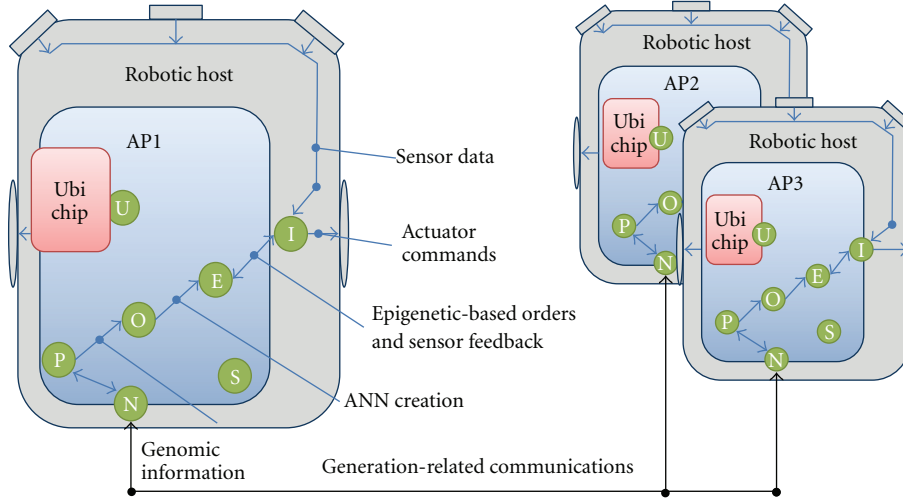 Robotic host
AP1
Ubi
chip
U
I
E
O
P
S
N
Sensor data
Actuator
commands
Epigenetic-based orders
and sensor feedback
ANN creation
Genomic
information
Generation-related communications
Robotic host
AP2
Ubi
chip
U
O
P
N
Robotic host
AP3
Ubi
chip
U
I
E
O
P
S
N